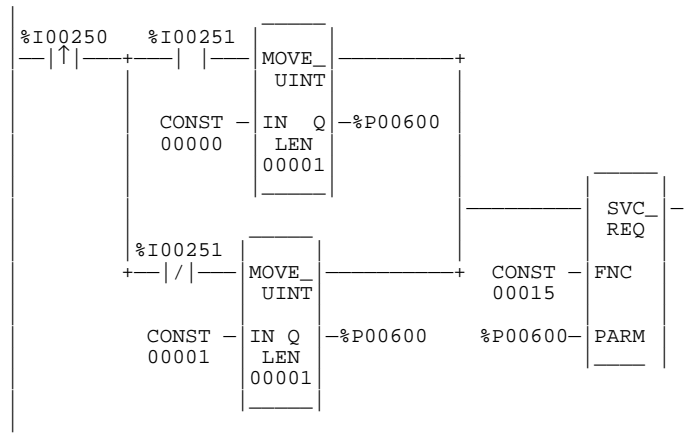 %I00250 %I00251
↑ MOVE_
UINT
CONST IN Q %P00600
00000 LEN
00001
SVC_
REQ
%I00251
/ MOVE_ CONST FNC
UINT 00015
CONST IN Q %P00600 %P00600 PARM
00001 LEN
00001